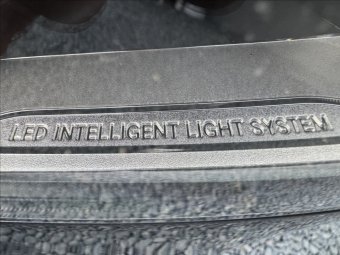 LED INTELLIGENT LIGHT SYSTEM